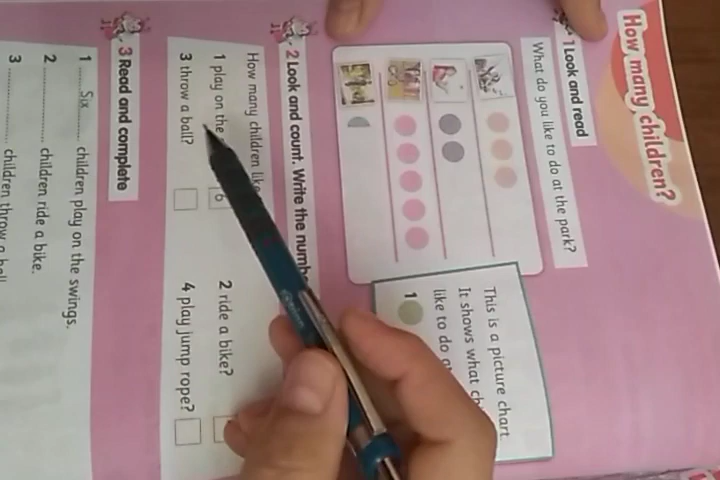 How many children?
1 Look and read
What do you like to do at the park?
This is a picture chart.
It shows what
like to do
1
2 Look and count. Write the
How many children like
1 play on the
6
2 ride a bike?
3 throw a ball?
4 play jump rope?
3 Read and complete
1 Six children play on the swings.
2 children ride a bike.
3 children throw a ball